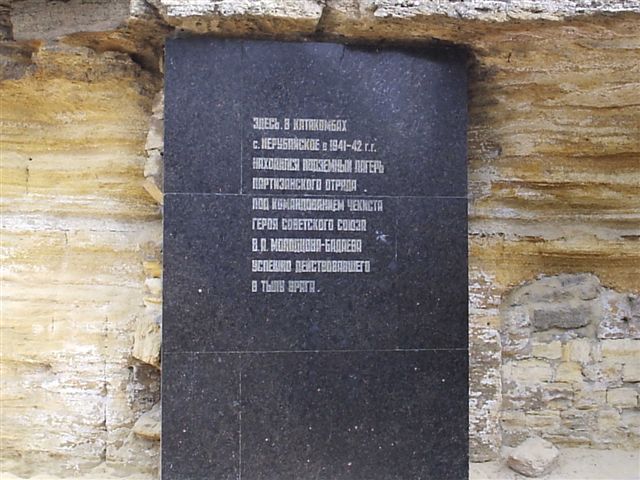 ЗДЕСЬ, В КАТАКОМБАХ
с. НЕРУБАЙСКОЕ в 1941-42 г.г.
НАХОДИЛСЯ ПОДЗЕМНЫЙ ЛАГЕРЬ
ПАРТИЗАНСКОГО ОТРЯДА
ПОД КОМАНДОВАНИЕМ ЧЕКИСТА
ГЕРОЯ СОВЕТСКОГО СОЮЗА
В.А. МОЛОДЦОВА-БАДАЕВА
УСПЕШНО ДЕЙСТВОВАВШЕГО
В ТЫЛУ ВРАГА.